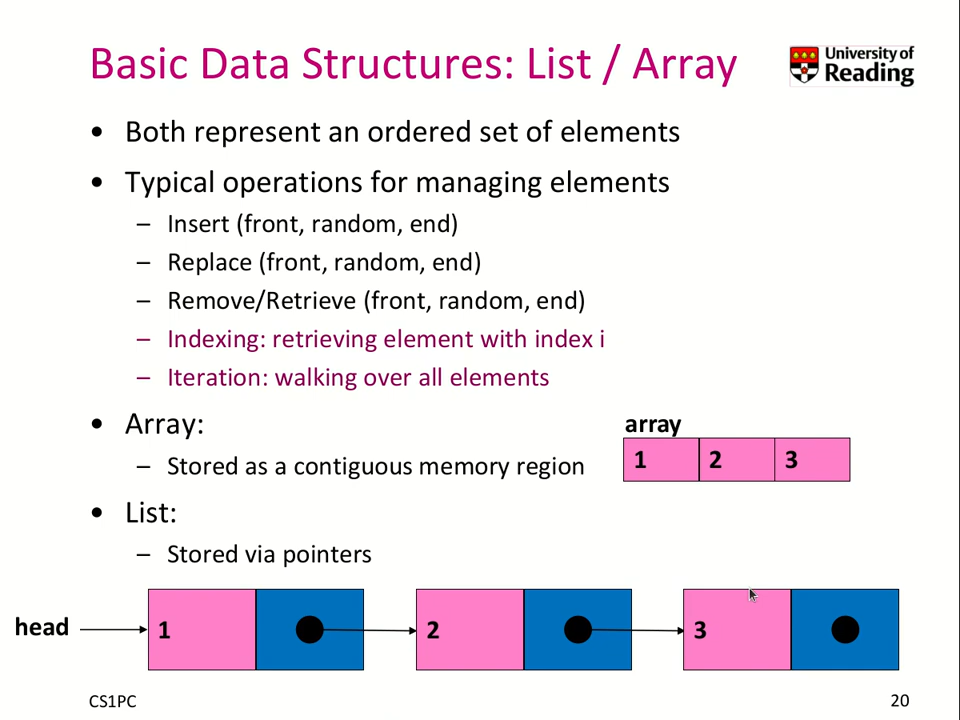 Basic Data Structures: List / Array
University of
Reading
• Both represent an ordered set of elements
• Typical operations for managing elements
– Insert (front, random, end)
– Replace (front, random, end)
– Remove/Retrieve (front, random, end)
– Indexing: retrieving element with index i
– Iteration: walking over all elements
• Array:
– Stored as a contiguous memory region
array
1 2 3
• List:
– Stored via pointers
head 1 2 3
CS1PC
20